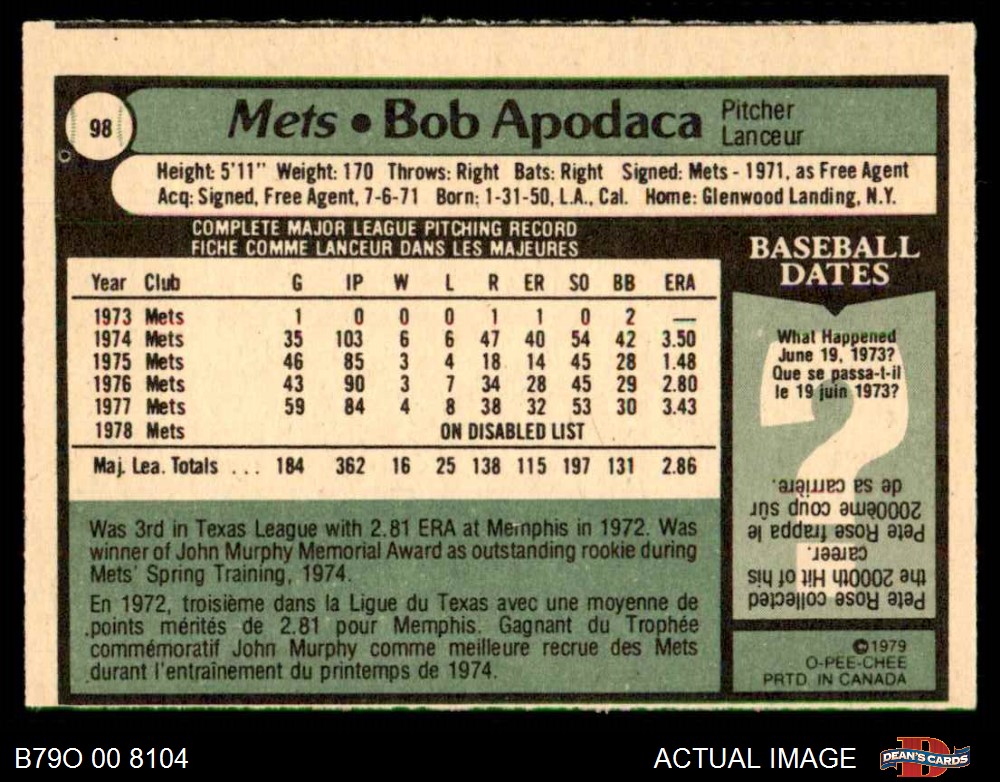 98
Mets • Bob Apodaca
Pitcher
Lanceur
Height: 5'11" Weight: 170 Throws: Right Bats: Right Signed: Mets - 1971, as Free Agent
Acq: Signed, Free Agent, 7-6-71 Born: 1-31-50, L.A., Cal. Home: Glenwood Landing, N.Y.
COMPLETE MAJOR LEAGUE PITCHING RECORD
FICHE COMME LANCEUR DANS LES MAJEURES
Year Club G IP W L R ER SO BB ERA
1973 Mets 1 0 0 0 1 1 0 2 —
1974 Mets 35 103 6 6 47 40 54 42 3.50
1975 Mets 46 85 3 4 18 14 45 28 1.48
1976 Mets 43 90 3 7 34 28 45 29 2.80
1977 Mets 59 84 4 8 38 32 53 30 3.43
1978 Mets ON DISABLED LIST
Maj. Lea. Totals ... 184 362 16 25 138 115 197 131 2.86
Was 3rd in Texas League with 2.81 ERA at Memphis in 1972. Was
winner of John Murphy Memorial Award as outstanding rookie during
Mets' Spring Training, 1974.
En 1972, troisième dans la Ligue du Texas avec une moyenne de
points mérités de 2.81 pour Memphis. Gagnant du Trophée
commémoratif John Murphy comme meilleure recrue des Mets
durant l'entraînement du printemps de 1974.
BASEBALL
DATES
What Happened
June 19, 1973?
Que se passa-t-il
le 19 juin 1973?
Pete Rose collected
the 2000th Hit of his
career.
Pete Rose frappa le
2000ème coup sûr
de sa carrière.
©1979
O-PEE-CHEE
PRTD. IN CANADA
B79O 00 8104
ACTUAL IMAGE
DEAN'S CARDS